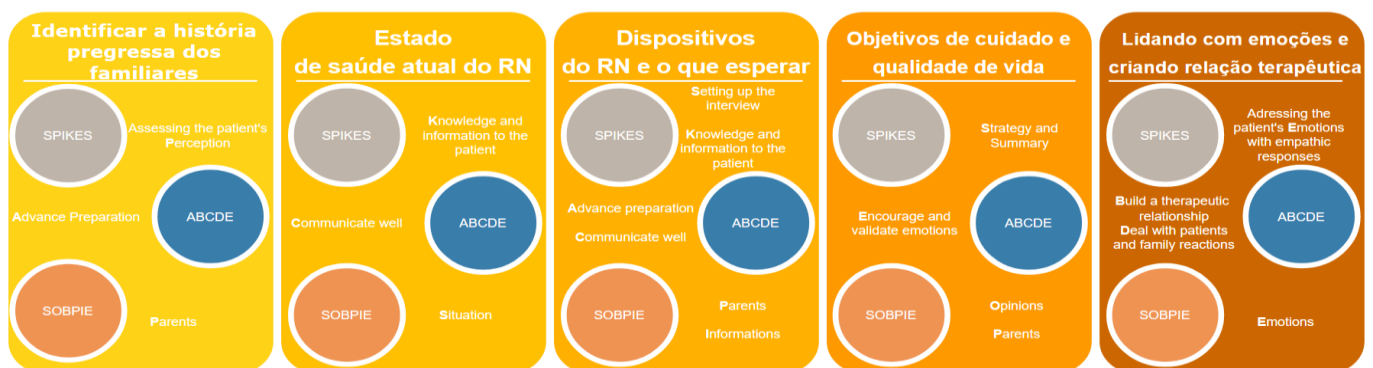 Identificar a história
pregressa dos
familiares
SPIKES
Assessing the patient's
Perception
Advance Preparation
ABCDE
SOBPIE
Parents
Estado
de saúde atual do RN
SPIKES
Knowledge and
information to the
patient
Communicate well
ABCDE
SOBPIE
Situation
Dispositivos
do RN e o que esperar
SPIKES
Setting up the
interview
Knowledge and
information to the
patient
Advance preparation
Communicate well
ABCDE
SOBPIE
Parents
Informations
Objetivos de cuidado e
qualidade de vida
SPIKES
Strategy and
Summary
Encourage and
validate emotions
ABCDE
SOBPIE
Opinions
Parents
Lidando com emoções e
criando relação terapêutica
SPIKES
Adressing the
patient's Emotions
with empathic
responses
Build a therapeutic
relationship
Deal with patients
and family reactions
ABCDE
SOBPIE
Emotions